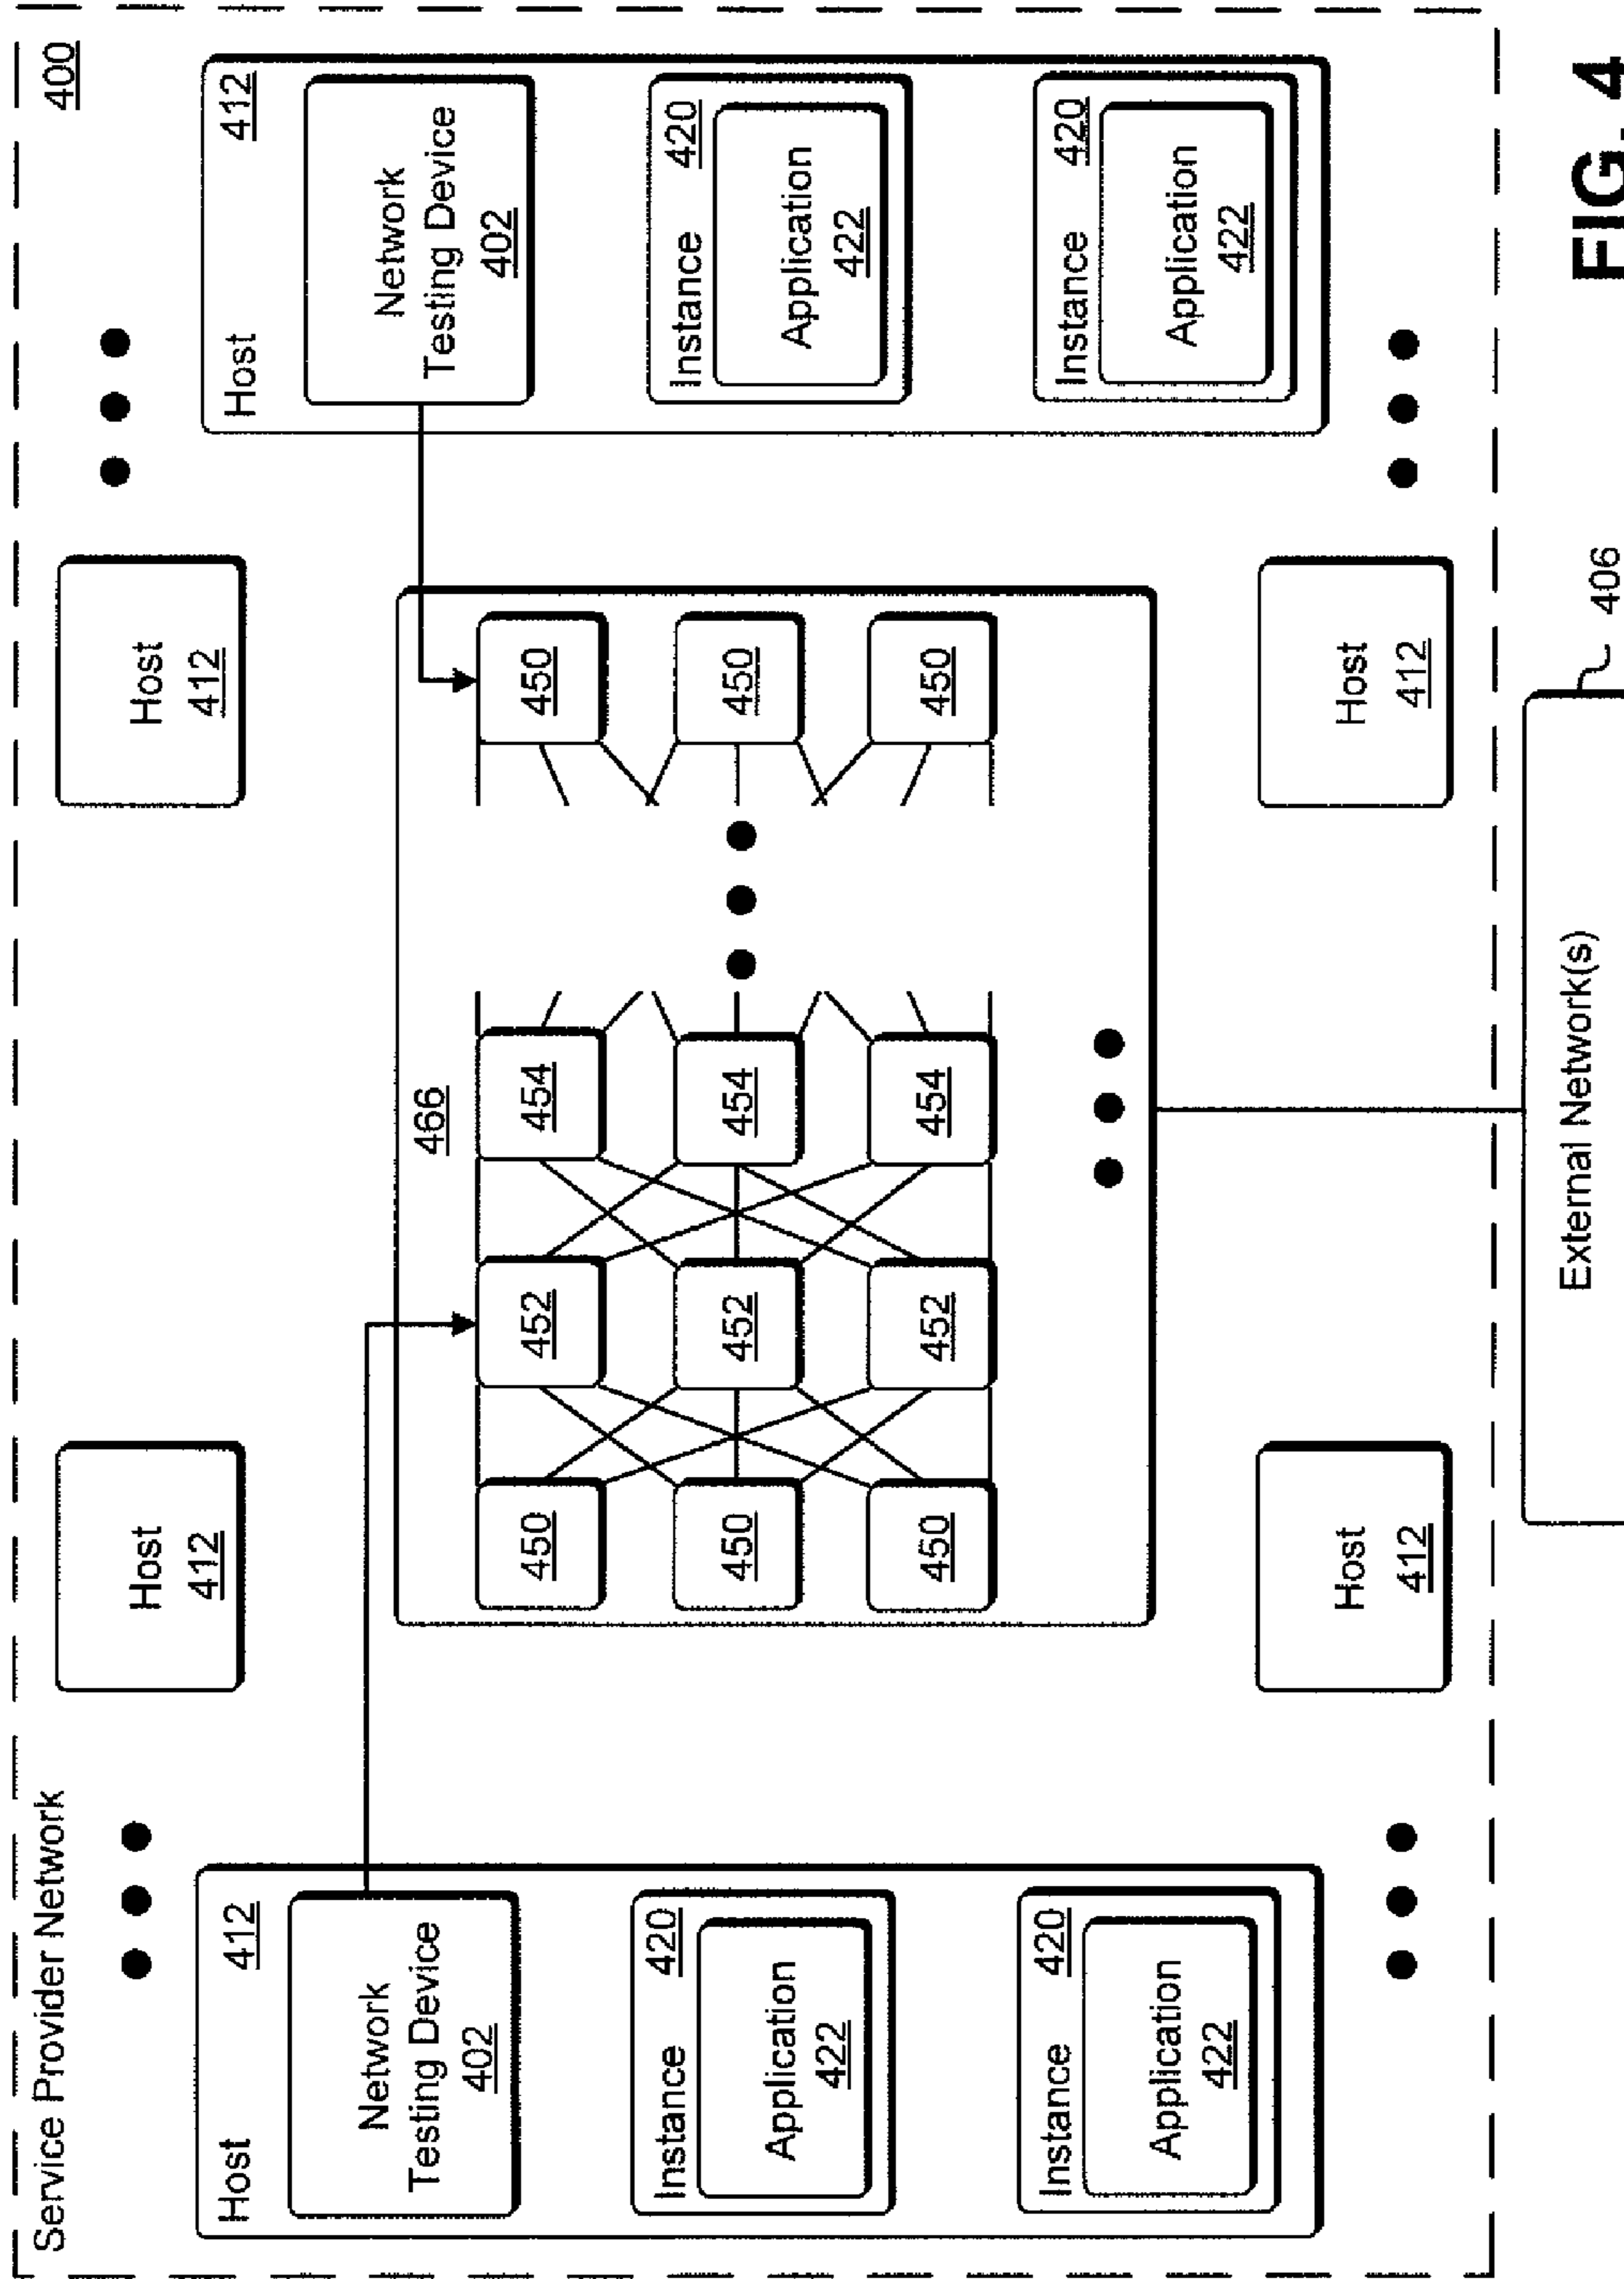 Service Provider Network
400
Host
412
Network
Testing Device
402
Instance
420
Application
422
Instance
420
Application
422
Host
412
Host
412
466
450
452
454
450
450
452
454
450
450
452
454
450
Host
412
Host
412
Host
412
Network
Testing Device
402
Instance
420
Application
422
Instance
420
Application
422
External Network(s)
406
FIG. 4